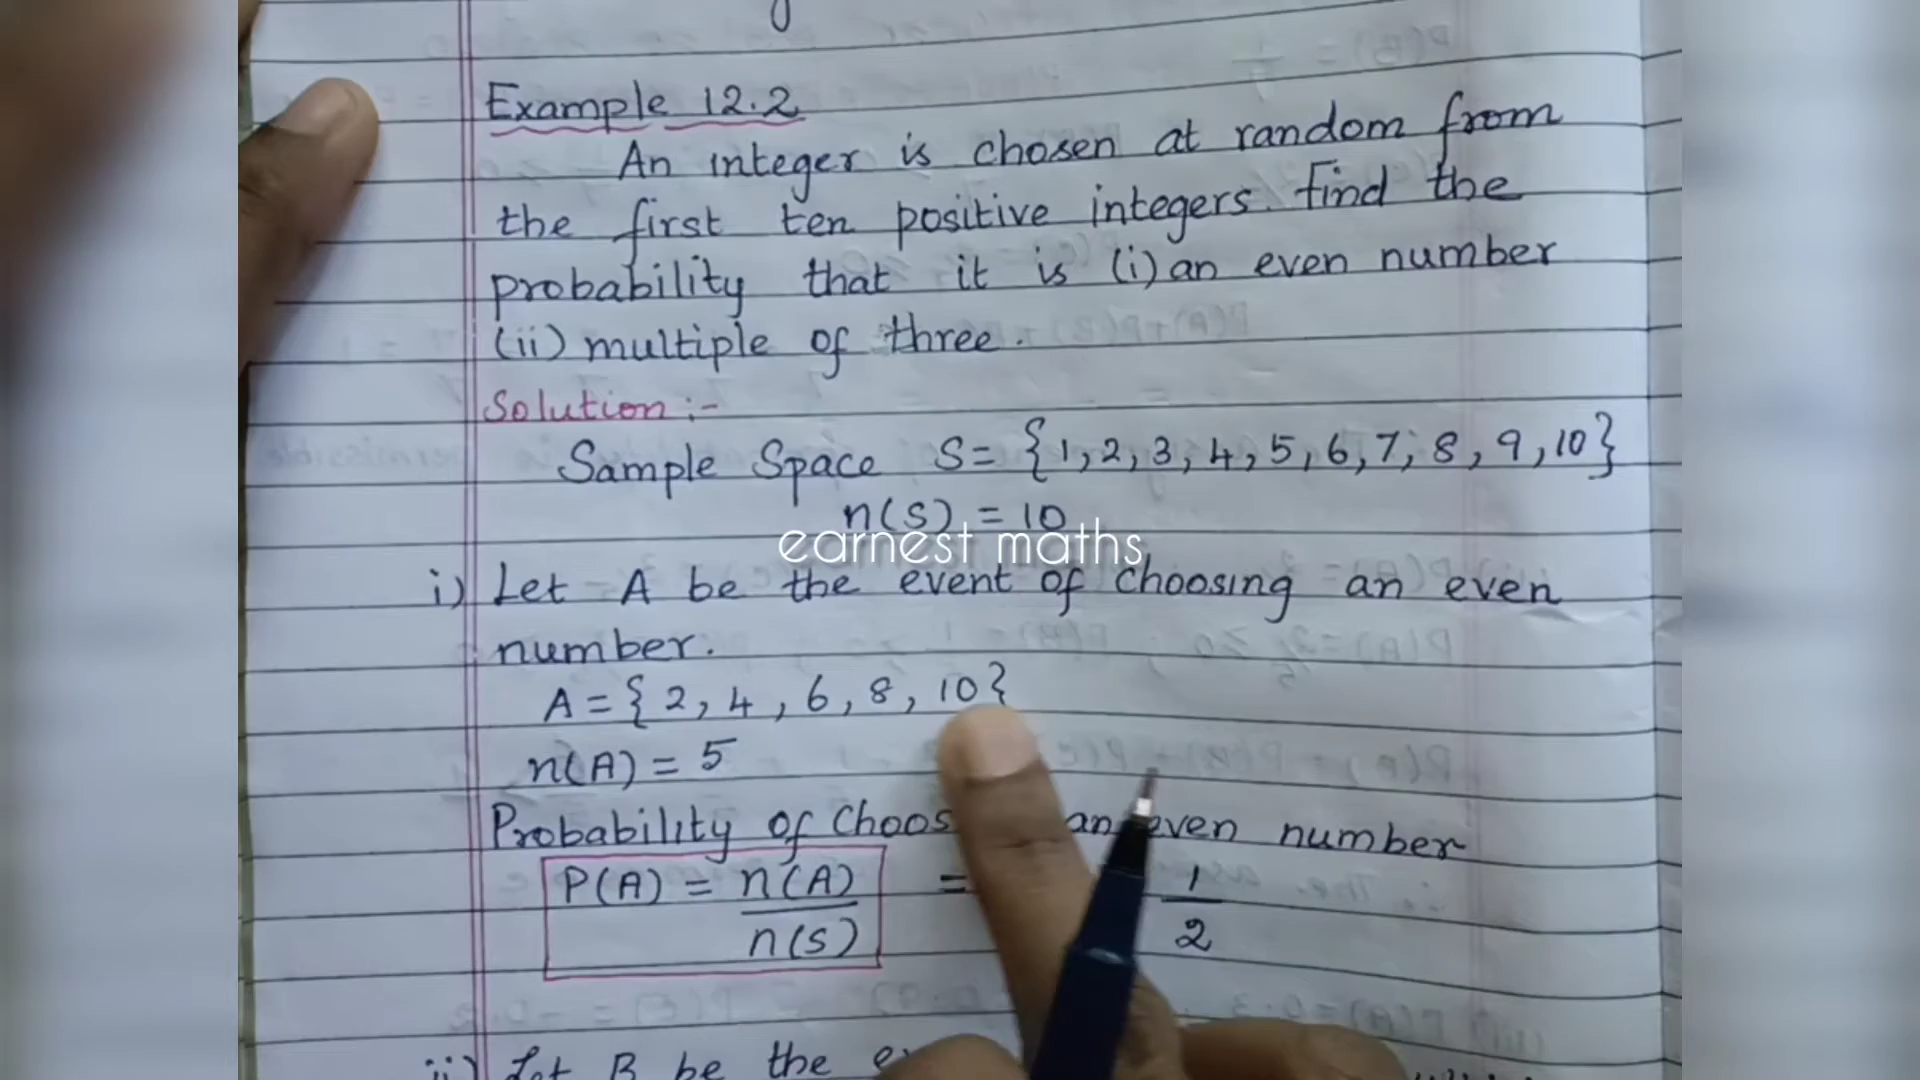 Example 12.2
An integer is chosen at random from
the first ten positive integers. Find the
probability that it is (i) an even number
(ii) multiple of three.
Solution :-
Sample Space S = {1, 2, 3, 4, 5, 6, 7, 8, 9, 10}
n(S) = 10
earnest maths
i) Let A be the event of choosing an even
number.
A = { 2, 4, 6, 8, 10}
n(A) = 5
Probability of Choos an even number
P(A) = n(A) / n(S) = 1 / 2
ii) Let B be the